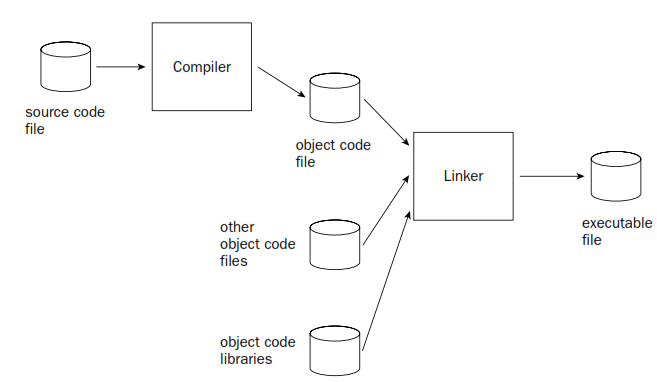 source code
file
Compiler
object code
file
other
object code
files
object code
libraries
Linker
executable
file